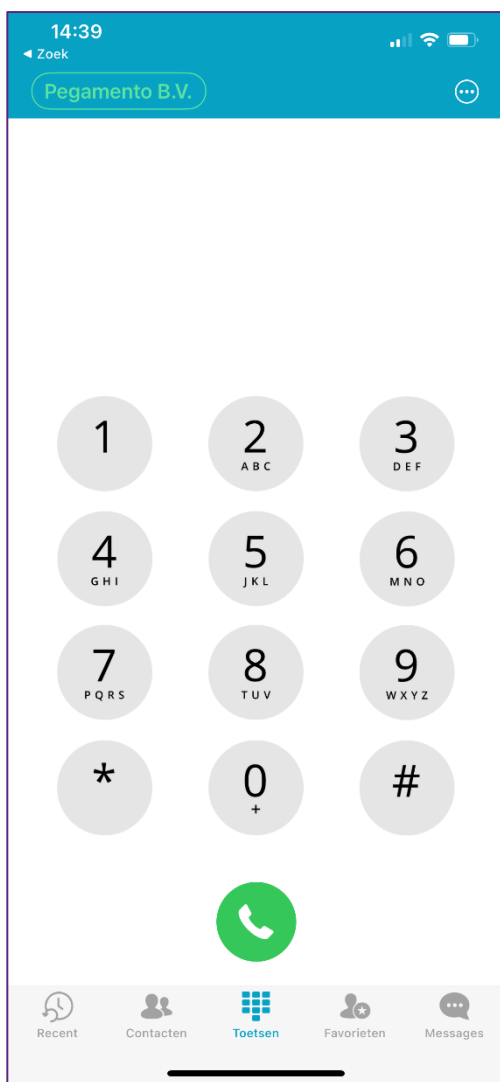 14:39
◀ Zoek
Pegamento B.V.
1 2 3
ABC DEF
4 5 6
GHI JKL MNO
7 8 9
PQRS TUV WXYZ
* 0 #
+
Recent Contacten Toetsen Favorieten Messages